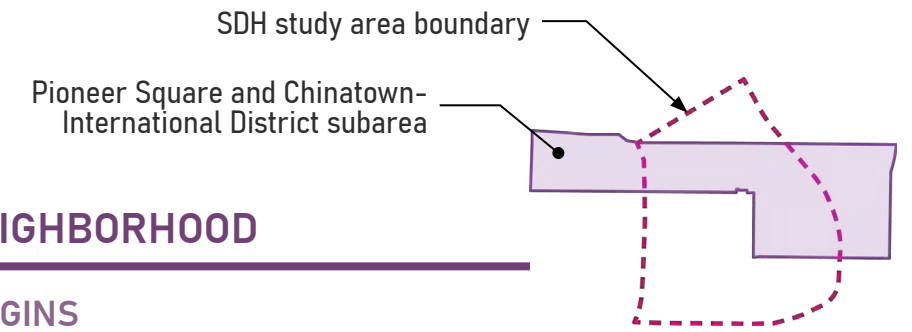 SDH study area boundary
Pioneer Square and Chinatown-
International District subarea
IGHBORHOOD
GINS